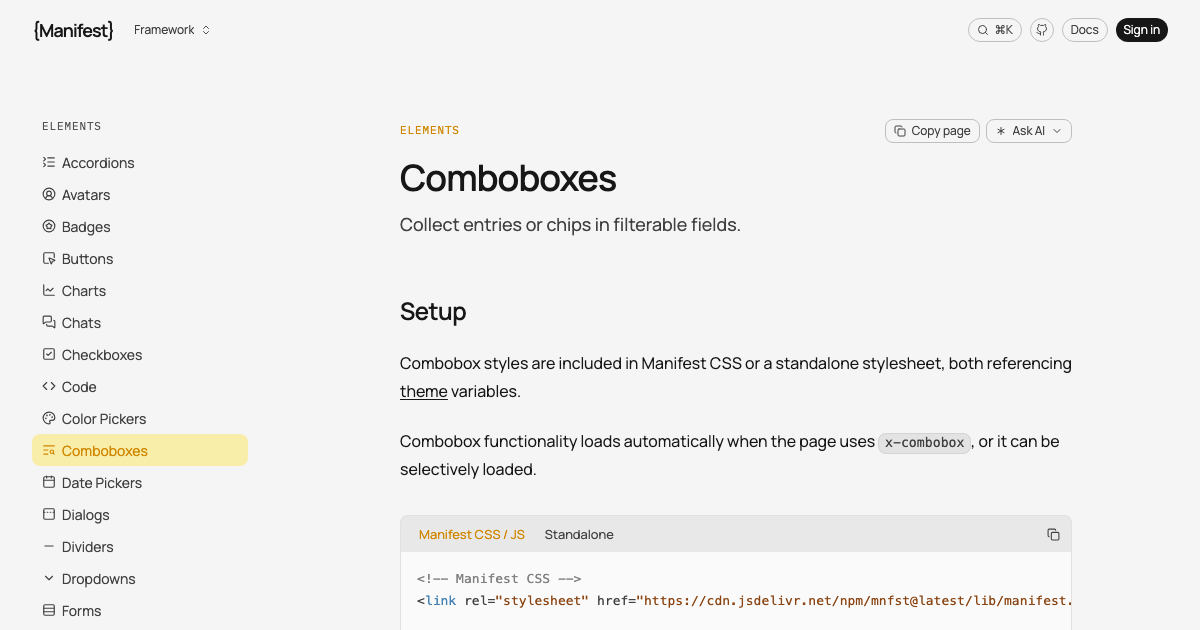 {Manifest}
Framework
⌘K
Docs
Sign in
ELEMENTS
Accordions
Avatars
Badges
Buttons
Charts
Chats
Checkboxes
Code
Color Pickers
Comboboxes
Date Pickers
Dialogs
Dividers
Dropdowns
Forms
ELEMENTS
Copy page
Ask AI
Comboboxes
Collect entries or chips in filterable fields.
Setup
Combobox styles are included in Manifest CSS or a standalone stylesheet, both referencing
theme variables.
Combobox functionality loads automatically when the page uses x-combobox, or it can be
selectively loaded.
Manifest CSS / JS
Standalone
<!-- Manifest CSS -->
<link rel="stylesheet" href="https://cdn.jsdelivr.net/npm/mnfst@latest/lib/manifest.